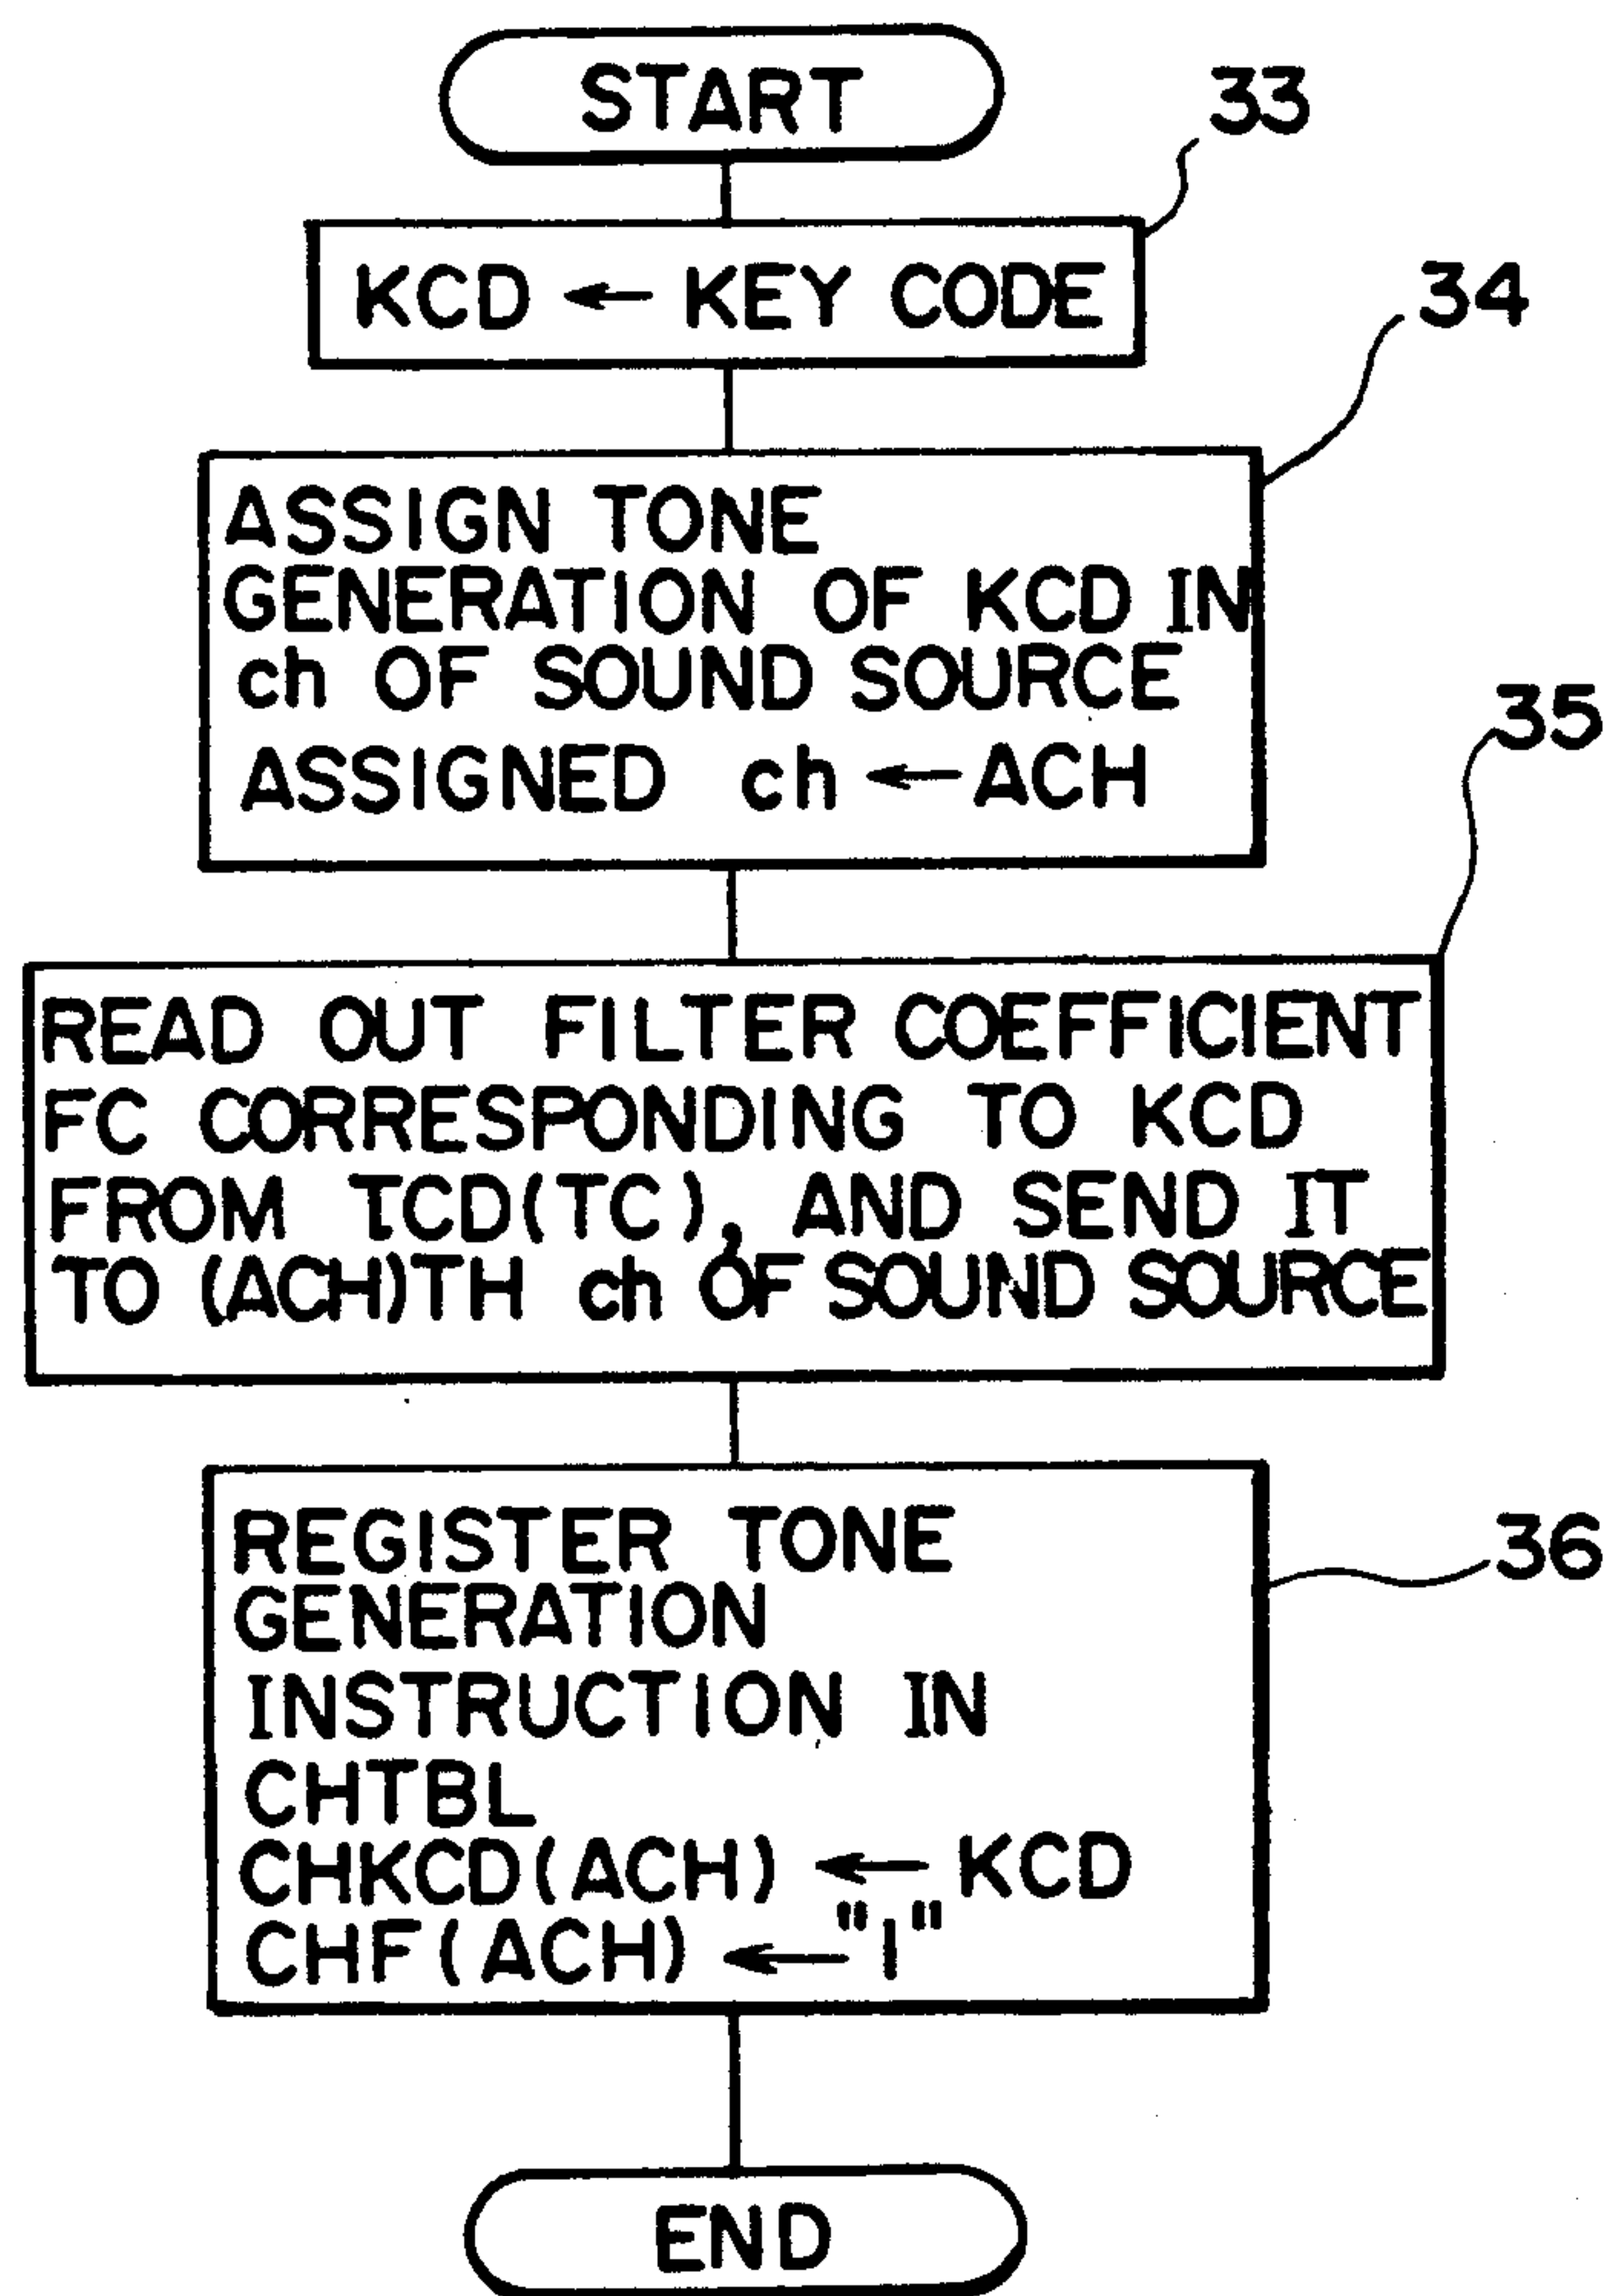 START
33
KCD ← KEY CODE
34
ASSIGN TONE
GENERATION OF KCD IN
ch OF SOUND SOURCE
ASSIGNED ch ← ACH
35
READ OUT FILTER COEFFICIENT
FC CORRESPONDING TO KCD
FROM TCD(TC), AND SEND IT
TO (ACH)TH ch OF SOUND SOURCE
36
REGISTER TONE
GENERATION
INSTRUCTION IN
CHTBL
CHKCD(ACH) ← KCD
CHF(ACH) ← "1"
END